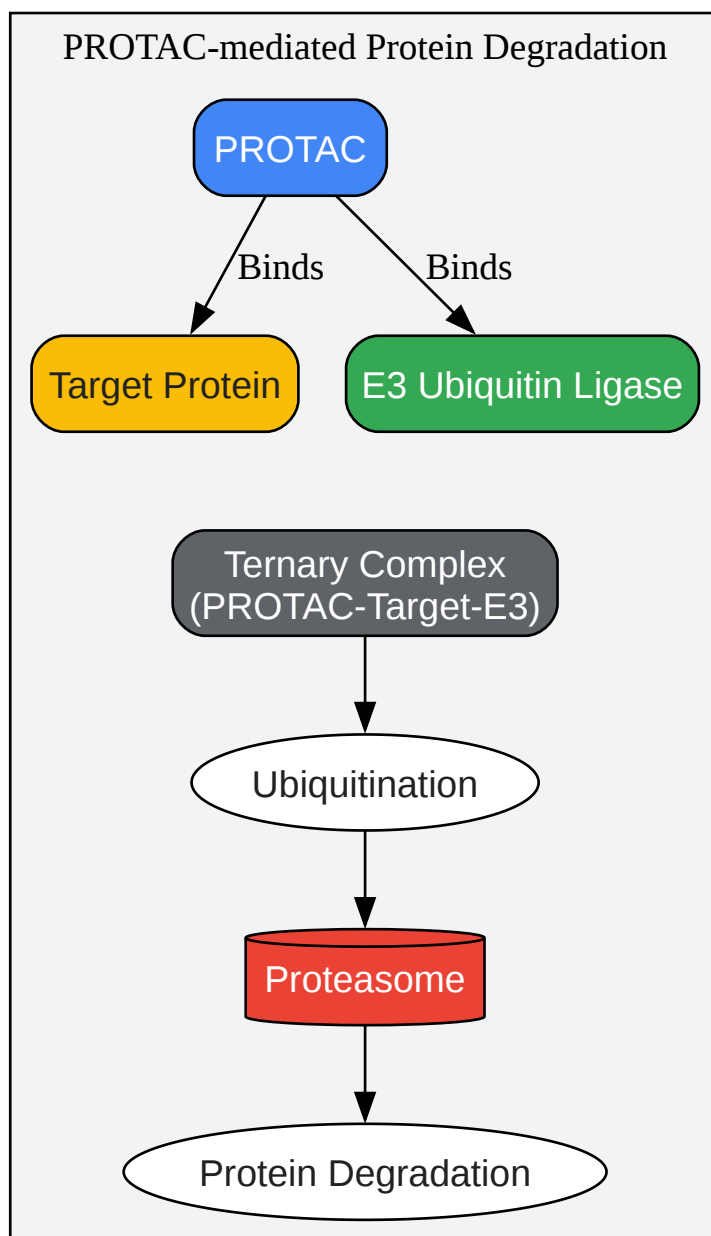 PROTAC-mediated Protein Degradation
PROTAC
Binds
Binds
Target Protein
E3 Ubiquitin Ligase
Ternary Complex
(PROTAC-Target-E3)
Ubiquitination
Proteasome
Protein Degradation